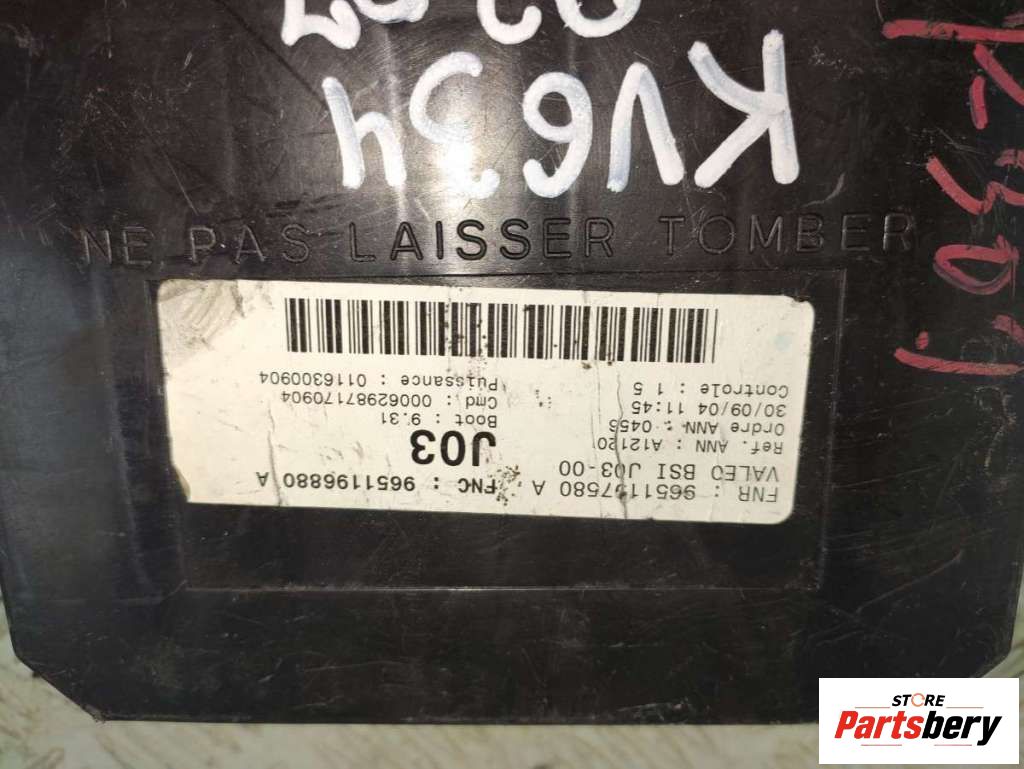 KV6J4
NE PAS LAISSER TOMBER
FNR : 9651197580 A
VALEO BSI J03-00
Ref. ANN : A12120
Ordre ANN : 0455
30/09/04 11:45
Controle : 1 5
FNC : 9651196880 A
J03
Boot : 9.31
Cmd : 00062987170904
Puissance : 0116300904
STORE
Partsbery